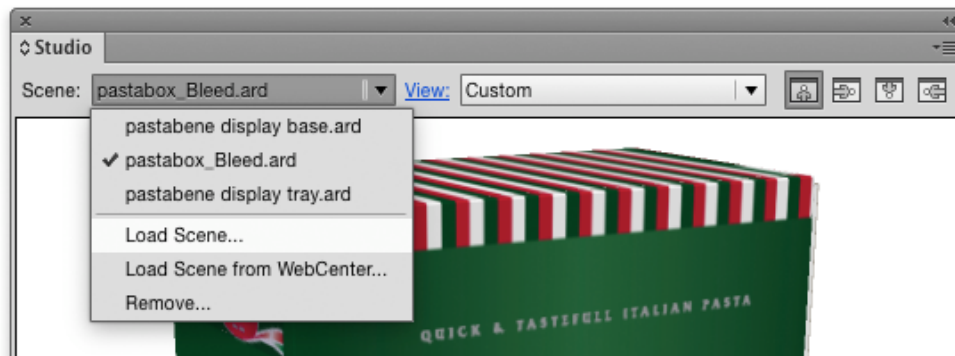 Studio
Scene: pastabox_Bleed.ard View: Custom
pastabene display base.ard
pastabox_Bleed.ard
pastabene display tray.ard
Load Scene...
Load Scene from WebCenter...
Remove...
QUICK & TASTEFULL ITALIAN PASTA